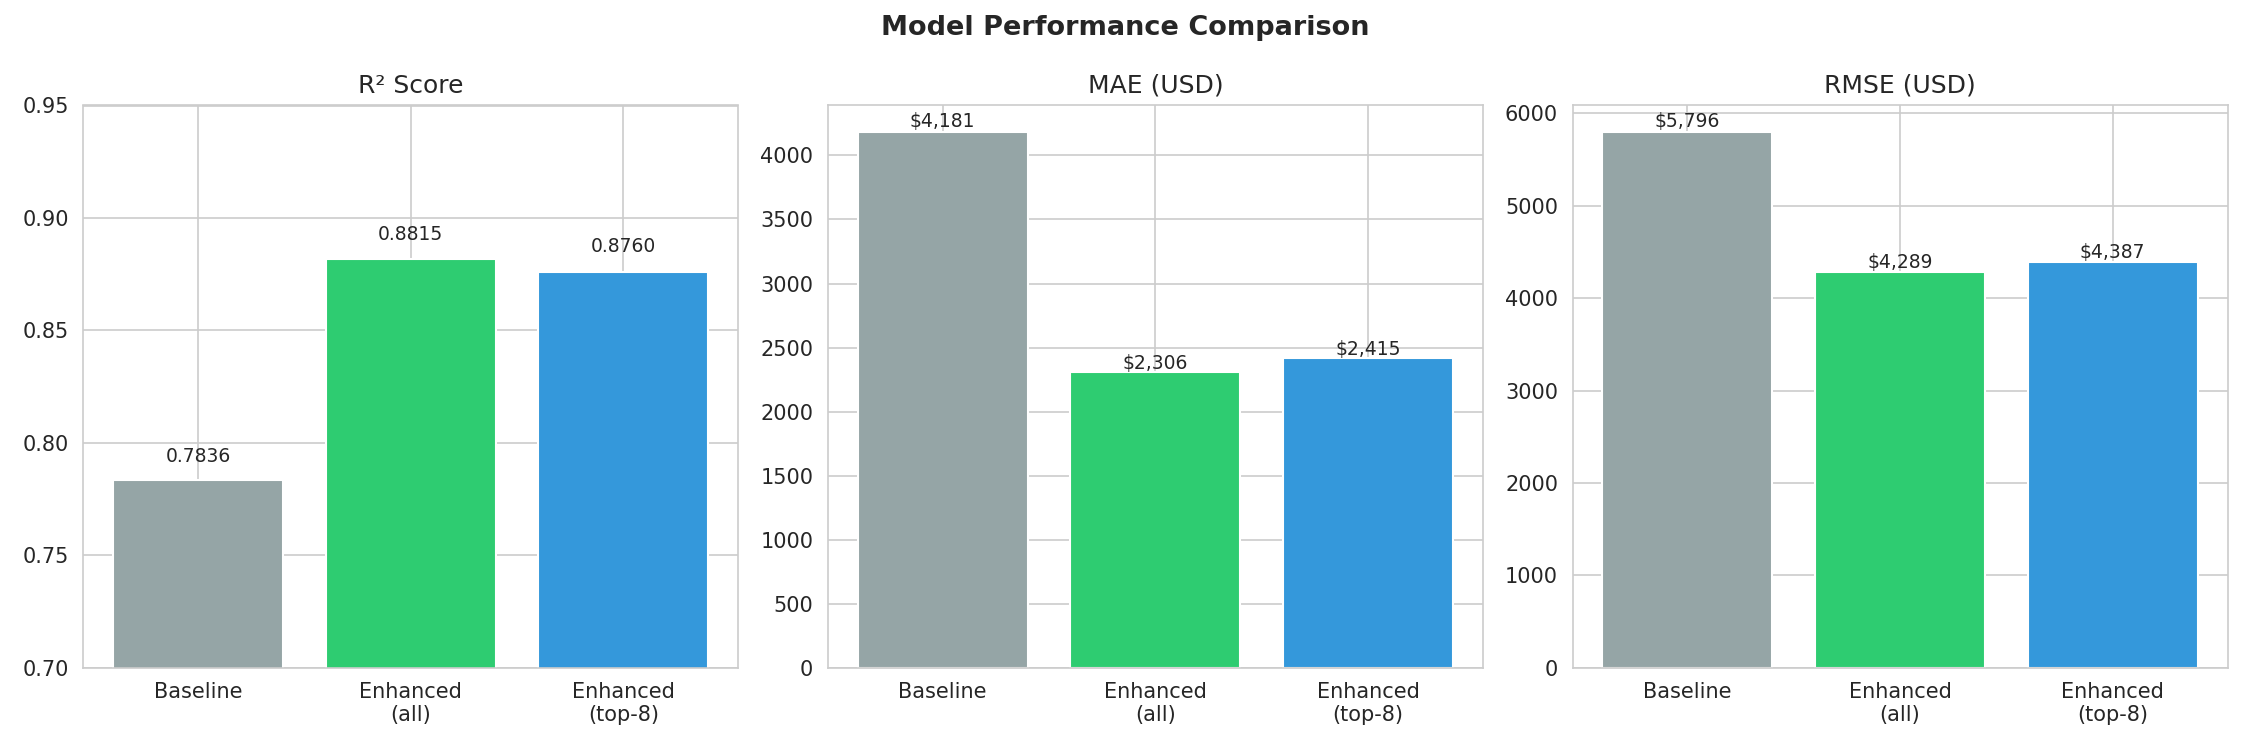 Model Performance Comparison
R² Score
0.95
0.90
0.85
0.80
0.75
0.70
0.7836
0.8815
0.8760
Baseline
Enhanced
(all)
Enhanced
(top-8)
MAE (USD)
4000
3500
3000
2500
2000
1500
1000
500
0
$4,181
$2,306
$2,415
Baseline
Enhanced
(all)
Enhanced
(top-8)
RMSE (USD)
6000
5000
4000
3000
2000
1000
0
$5,796
$4,289
$4,387
Baseline
Enhanced
(all)
Enhanced
(top-8)